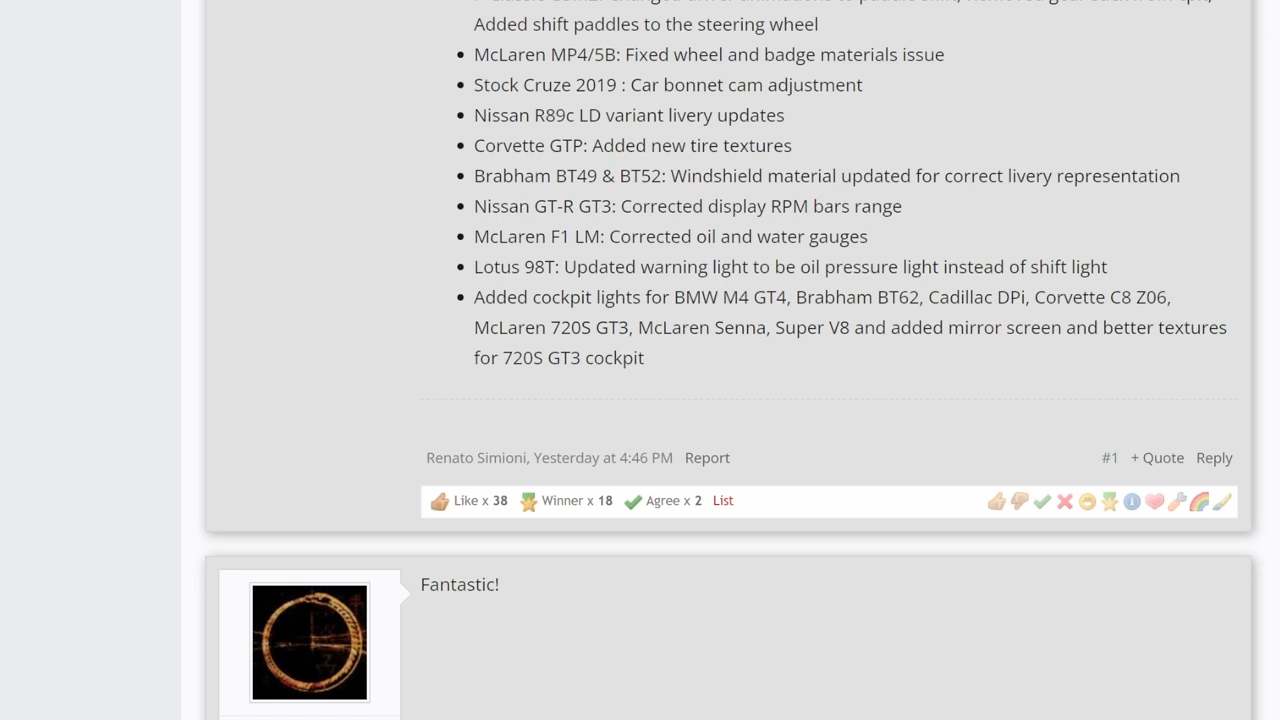 Added shift paddles to the steering wheel
McLaren MP4/5B: Fixed wheel and badge materials issue
Stock Cruze 2019 : Car bonnet cam adjustment
Nissan R89c LD variant livery updates
Corvette GTP: Added new tire textures
Brabham BT49 & BT52: Windshield material updated for correct livery representation
Nissan GT-R GT3: Corrected display RPM bars range
McLaren F1 LM: Corrected oil and water gauges
Lotus 98T: Updated warning light to be oil pressure light instead of shift light
Added cockpit lights for BMW M4 GT4, Brabham BT62, Cadillac DPi, Corvette C8 Z06,
McLaren 720S GT3, McLaren Senna, Super V8 and added mirror screen and better textures
for 720S GT3 cockpit
Renato Simioni, Yesterday at 4:46 PM Report #1 + Quote Reply
Like x 38 Winner x 18 Agree x 2 List
Fantastic!